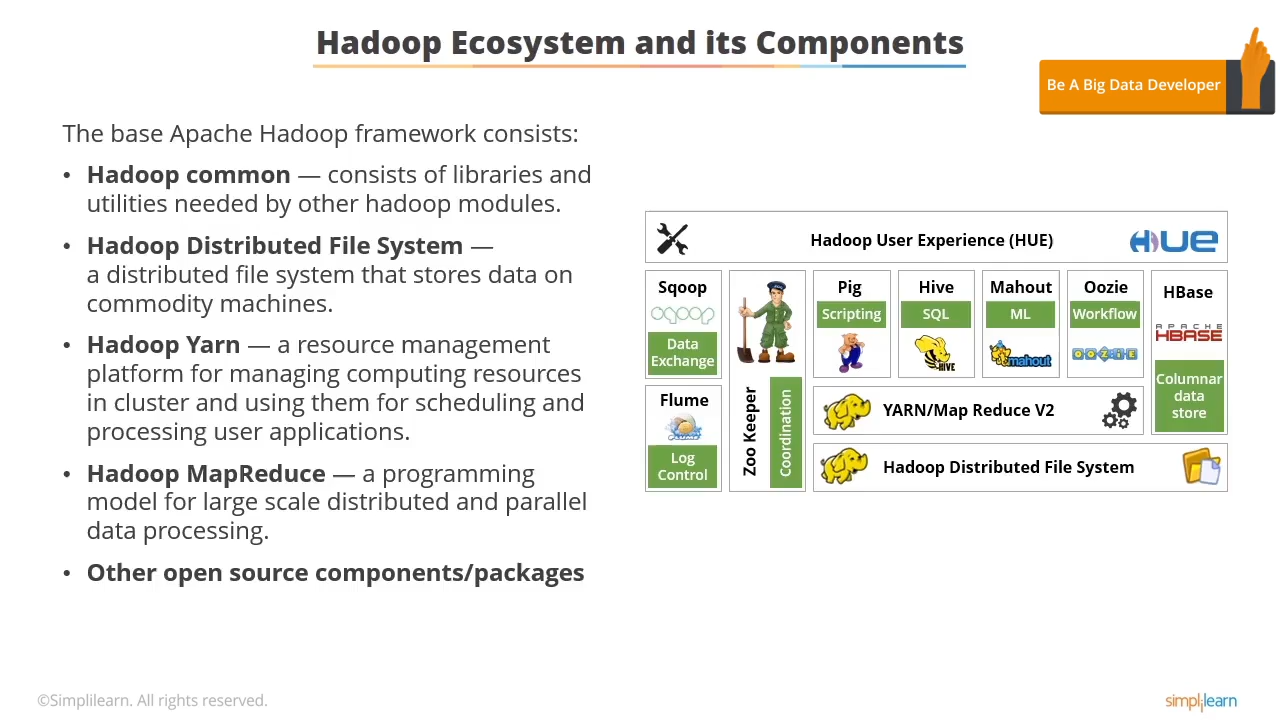 Hadoop Ecosystem and its Components
Be A Big Data Developer
The base Apache Hadoop framework consists:
• Hadoop common — consists of libraries and
utilities needed by other hadoop modules.
• Hadoop Distributed File System —
a distributed file system that stores data on
commodity machines.
• Hadoop Yarn — a resource management
platform for managing computing resources
in cluster and using them for scheduling and
processing user applications.
• Hadoop MapReduce — a programming
model for large scale distributed and parallel
data processing.
• Other open source components/packages
Hadoop User Experience (HUE)
HUE
Sqoop
sqoop
Data
Exchange
Flume
Log
Control
Zoo Keeper
Coordination
Pig
Scripting
Hive
SQL
HIVE
Mahout
ML
mahout
Oozie
Workflow
OOZIE
HBase
APACHE
HBASE
Columnar
data
store
YARN/Map Reduce V2
Hadoop Distributed File System
©Simplilearn. All rights reserved.
simplilearn